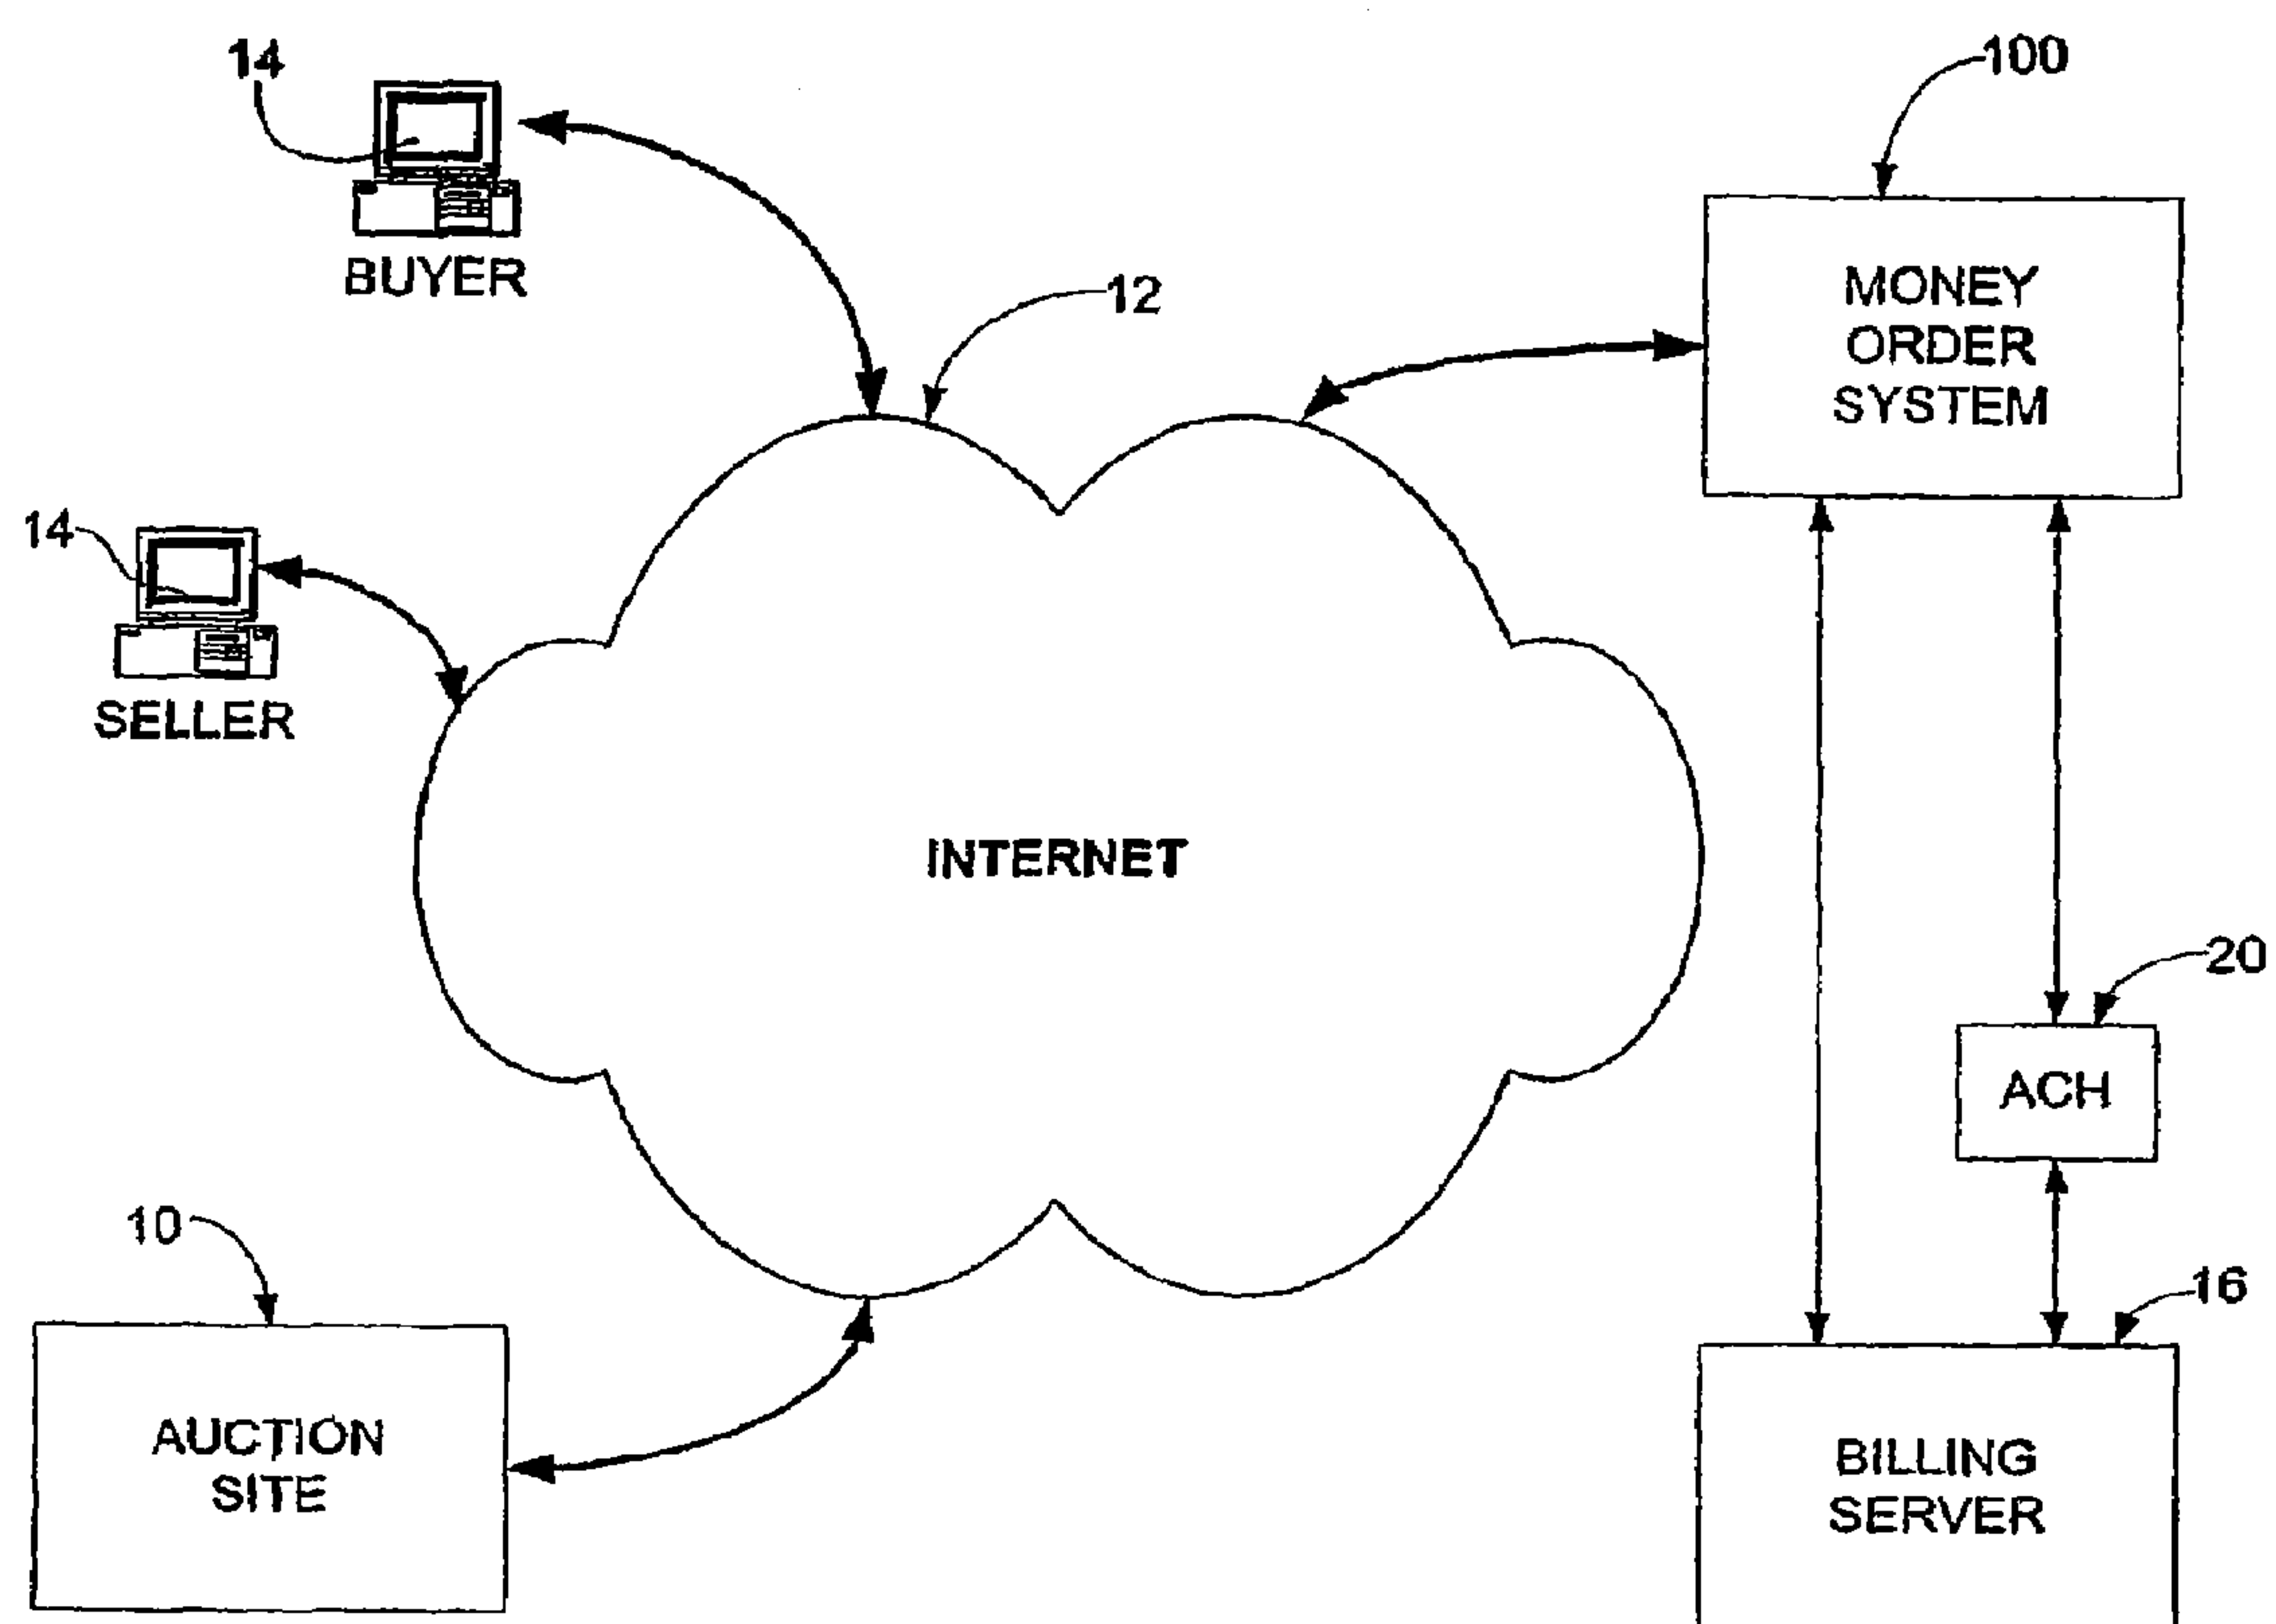 14
100
BUYER
12
MONEY
ORDER
SYSTEM
14
SELLER
INTERNET
20
ACH
10
16
AUCTION
SITE
BILLING
SERVER